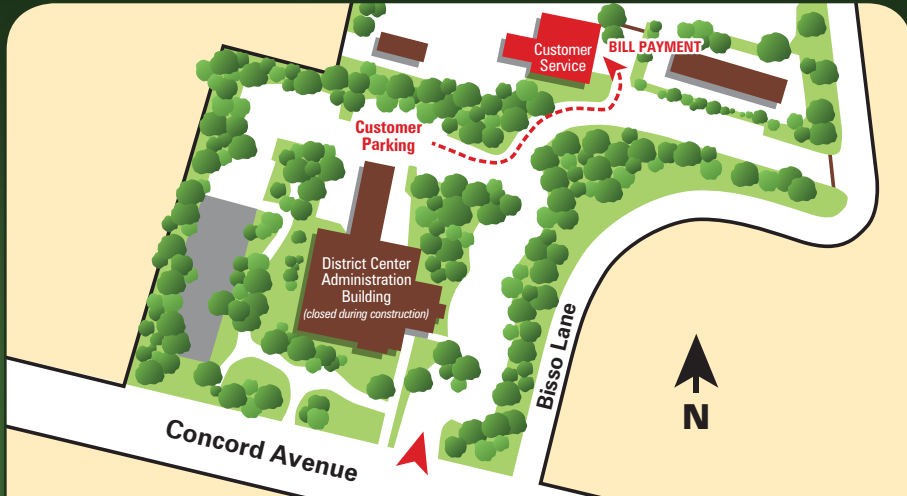 Customer
Service
BILL PAYMENT
Customer
Parking
District Center
Administration
Building
(closed during construction)
Bisso Lane
N
Concord Avenue